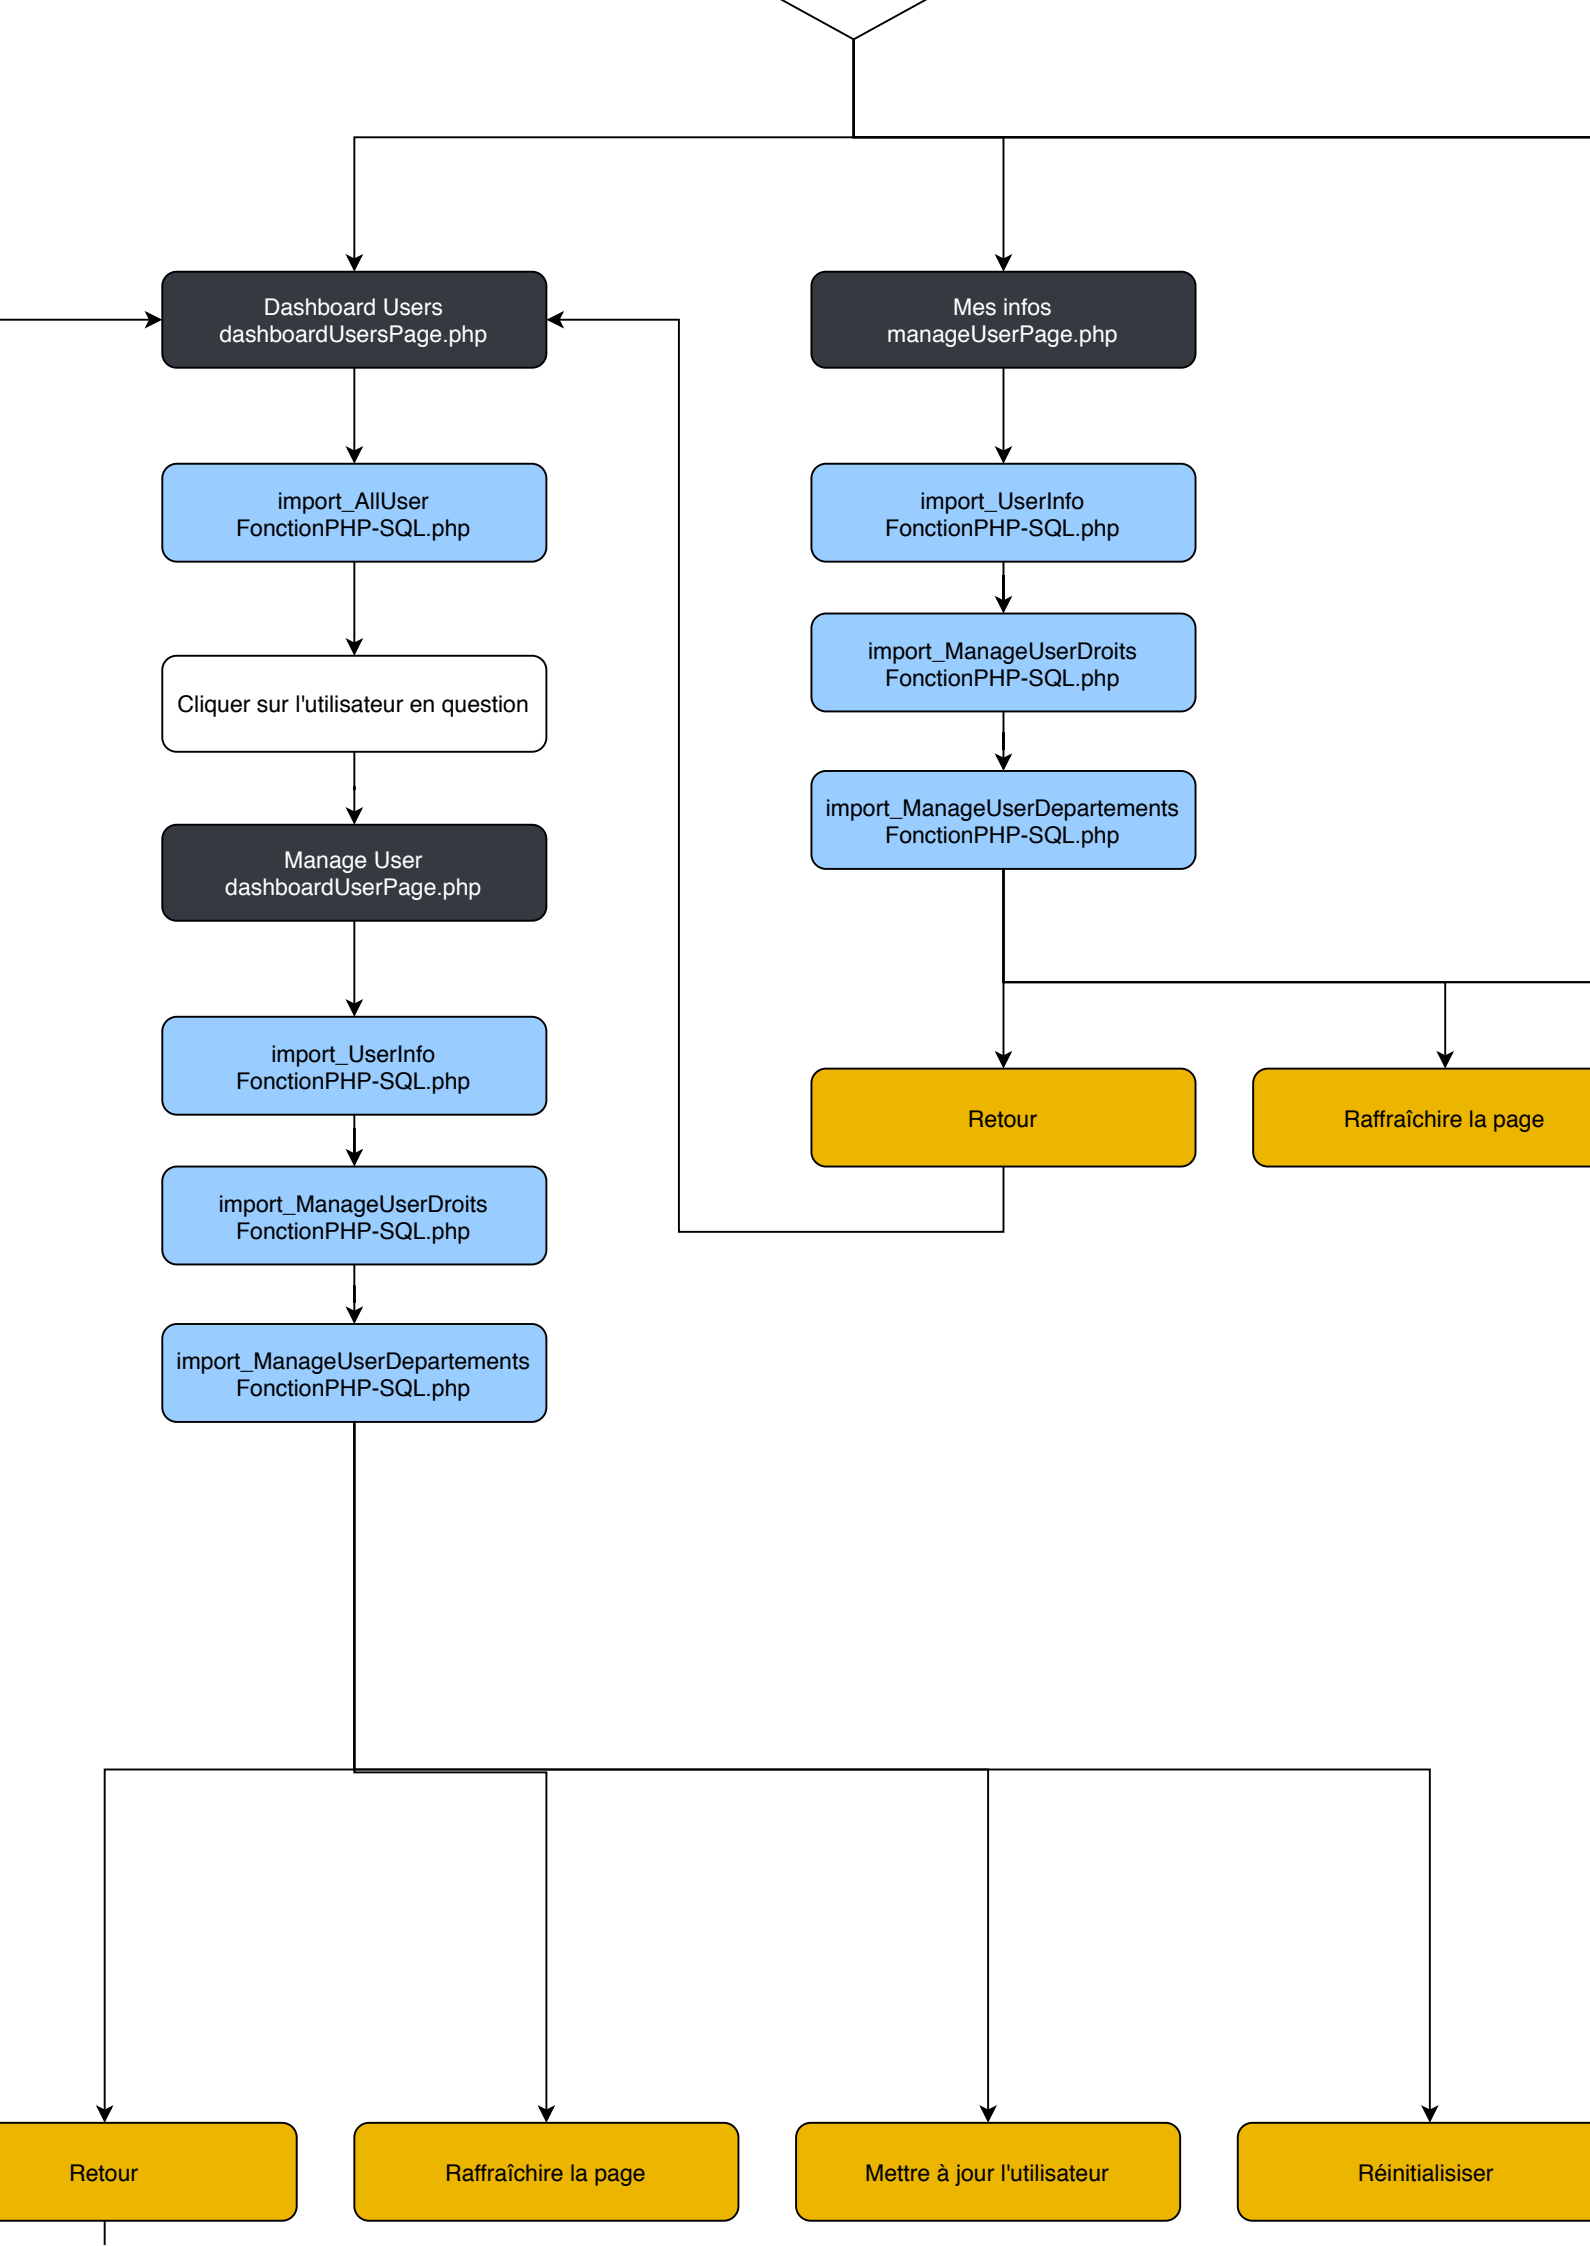 Dashboard Users
dashboardUsersPage.php
Mes infos
manageUserPage.php
import_AllUser
FonctionPHP-SQL.php
import_UserInfo
FonctionPHP-SQL.php
import_ManageUserDroits
FonctionPHP-SQL.php
Cliquer sur l'utilisateur en question
import_ManageUserDepartements
FonctionPHP-SQL.php
Manage User
dashboardUserPage.php
import_UserInfo
FonctionPHP-SQL.php
Retour
Raffraîchire la page
import_ManageUserDroits
FonctionPHP-SQL.php
import_ManageUserDepartements
FonctionPHP-SQL.php
Retour
Raffraîchire la page
Mettre à jour l'utilisateur
Réinitialisiser